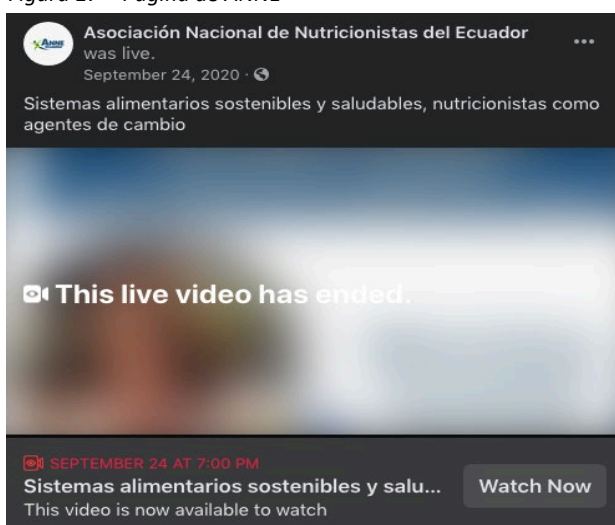 Asociación Nacional de Nutricionistas del Ecuador
ANNE
was live.
September 24, 2020 ·
Sistemas alimentarios sostenibles y saludables, nutricionistas como
agentes de cambio
This live video has ended.
SEPTEMBER 24 AT 7:00 PM
Sistemas alimentarios sostenibles y salu...
Watch Now
This video is now available to watch